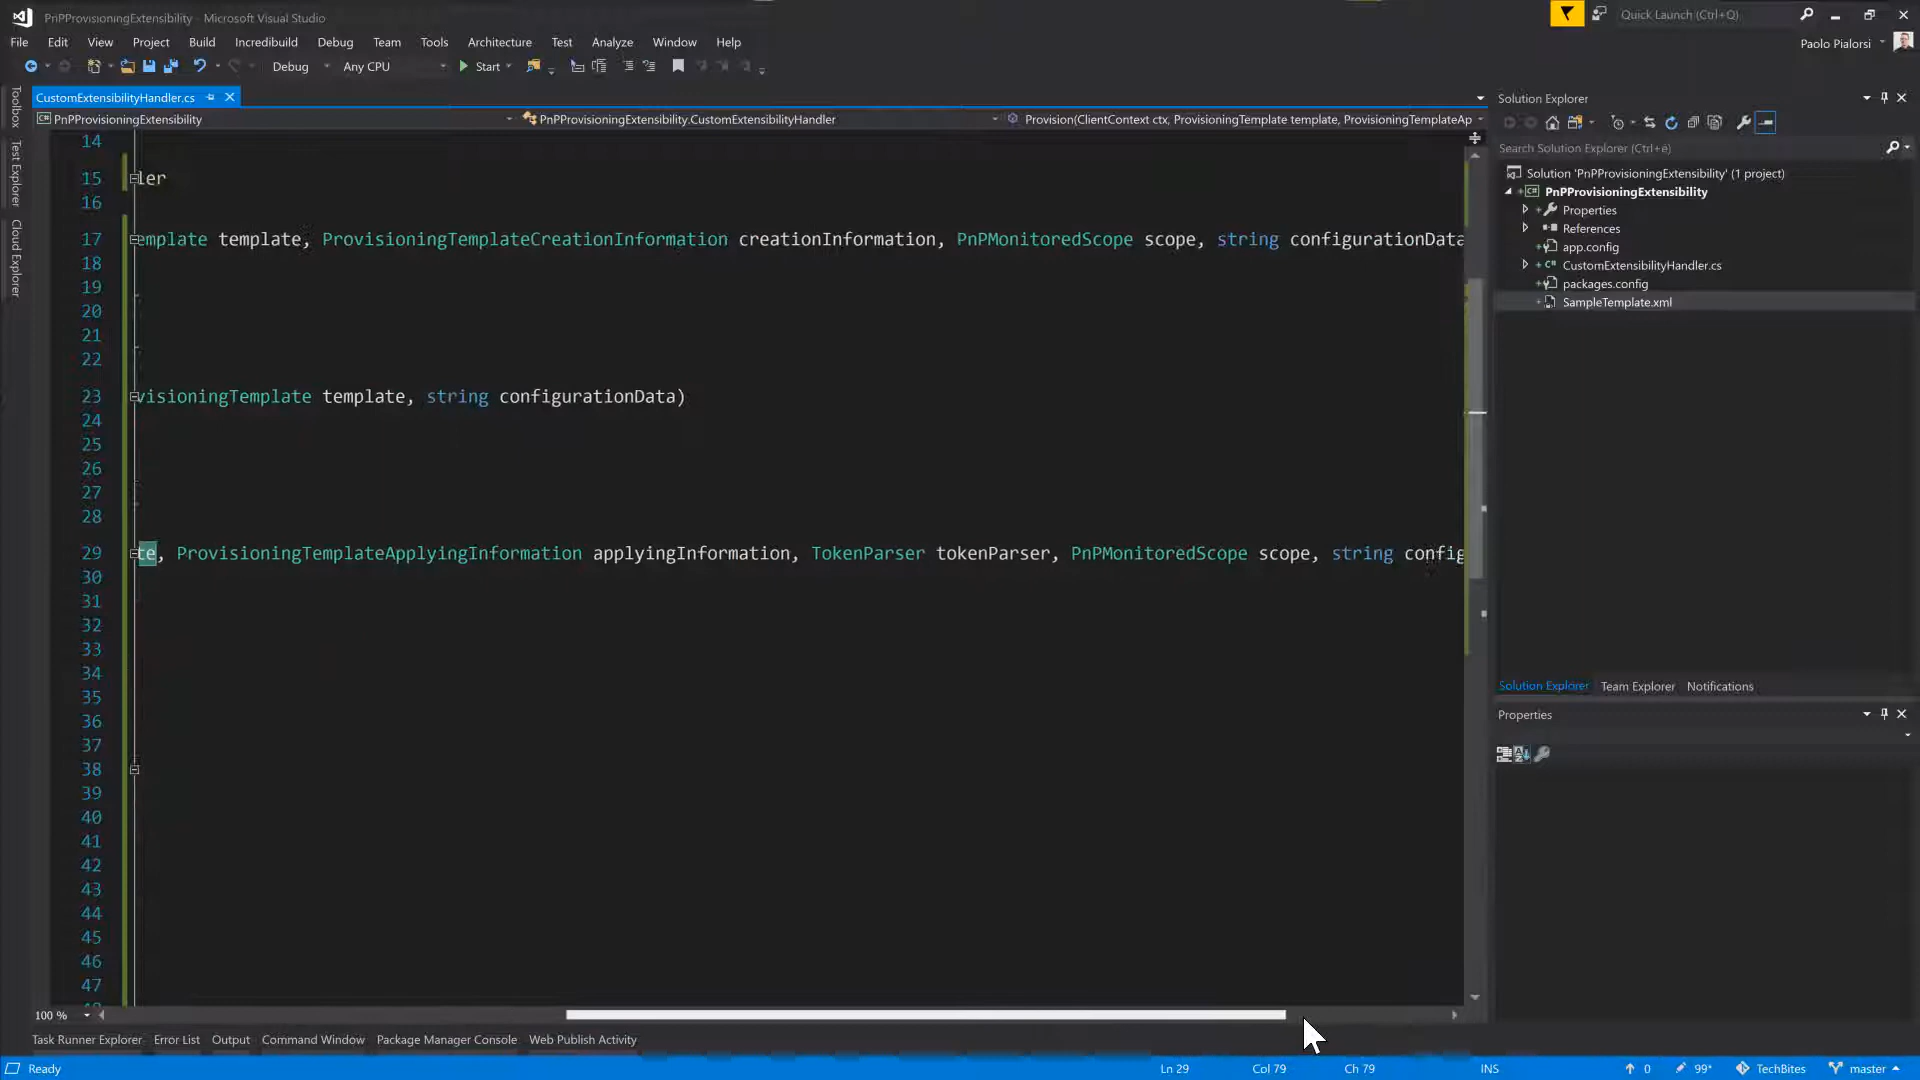 PnPProvisioningExtensibility - Microsoft Visual Studio
Quick Launch (Ctrl+Q)
File Edit View Project Build Incredibuild Debug Team Tools Architecture Test Analyze Window Help
Paolo Pialorsi
Debug Any CPU Start
Toolbox
Test Explorer
Cloud Explorer
CustomExtensibilityHandler.cs
PnPProvisioningExtensibility PnPProvisioningExtensibility.CustomExtensibilityHandler Provision(ClientContext ctx, ProvisioningTemplate template, ProvisioningTemplateAp
14
15 ler
16
17 emplate template, ProvisioningTemplateCreationInformation creationInformation, PnPMonitoredScope scope, string configurationData
18
19
20
21
22
23 visioningTemplate template, string configurationData)
24
25
26
27
28
29 te, ProvisioningTemplateApplyingInformation applyingInformation, TokenParser tokenParser, PnPMonitoredScope scope, string config
30
31
32
33
34
35
36
37
38
39
40
41
42
43
44
45
46
47
100 %
Solution Explorer
Search Solution Explorer (Ctrl+è)
Solution 'PnPProvisioningExtensibility' (1 project)
PnPProvisioningExtensibility
Properties
References
app.config
CustomExtensibilityHandler.cs
packages.config
SampleTemplate.xml
Solution Explorer Team Explorer Notifications
Properties
Task Runner Explorer Error List Output Command Window Package Manager Console Web Publish Activity
Ready Ln 29 Col 79 Ch 79 INS 0 99* TechBites master